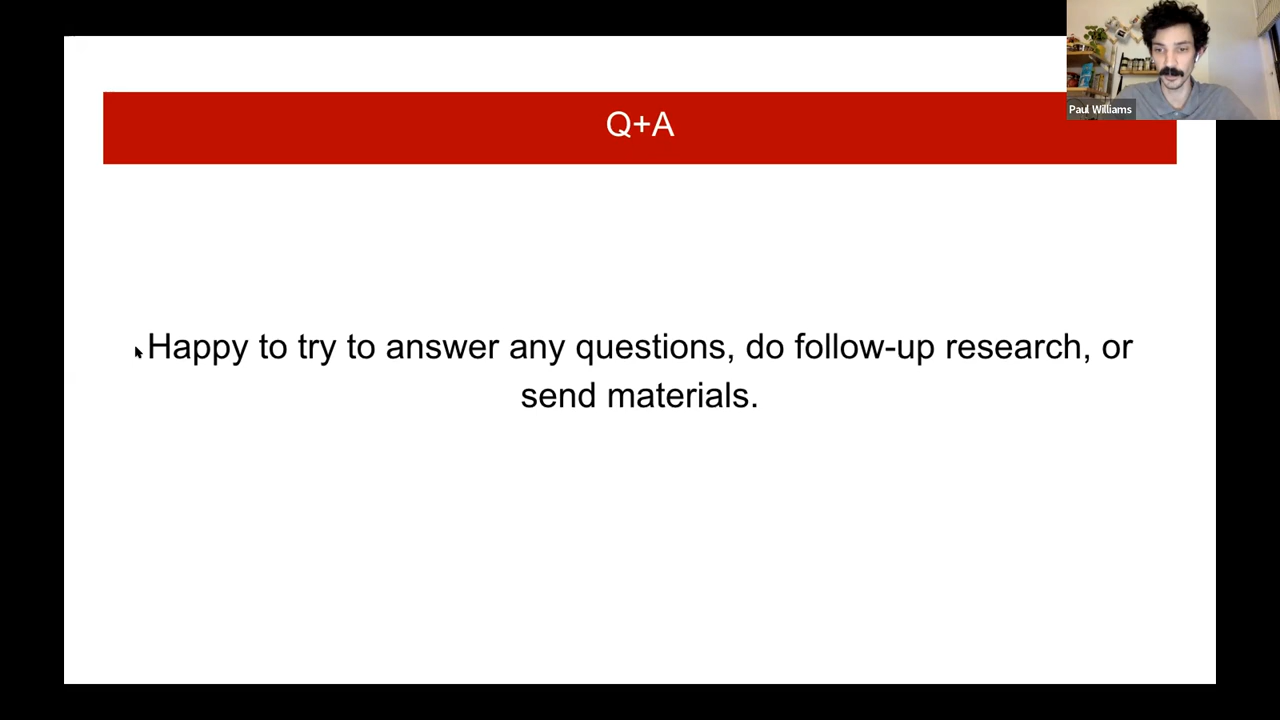 Q+A
Paul Williams
Happy to try to answer any questions, do follow-up research, or
send materials.